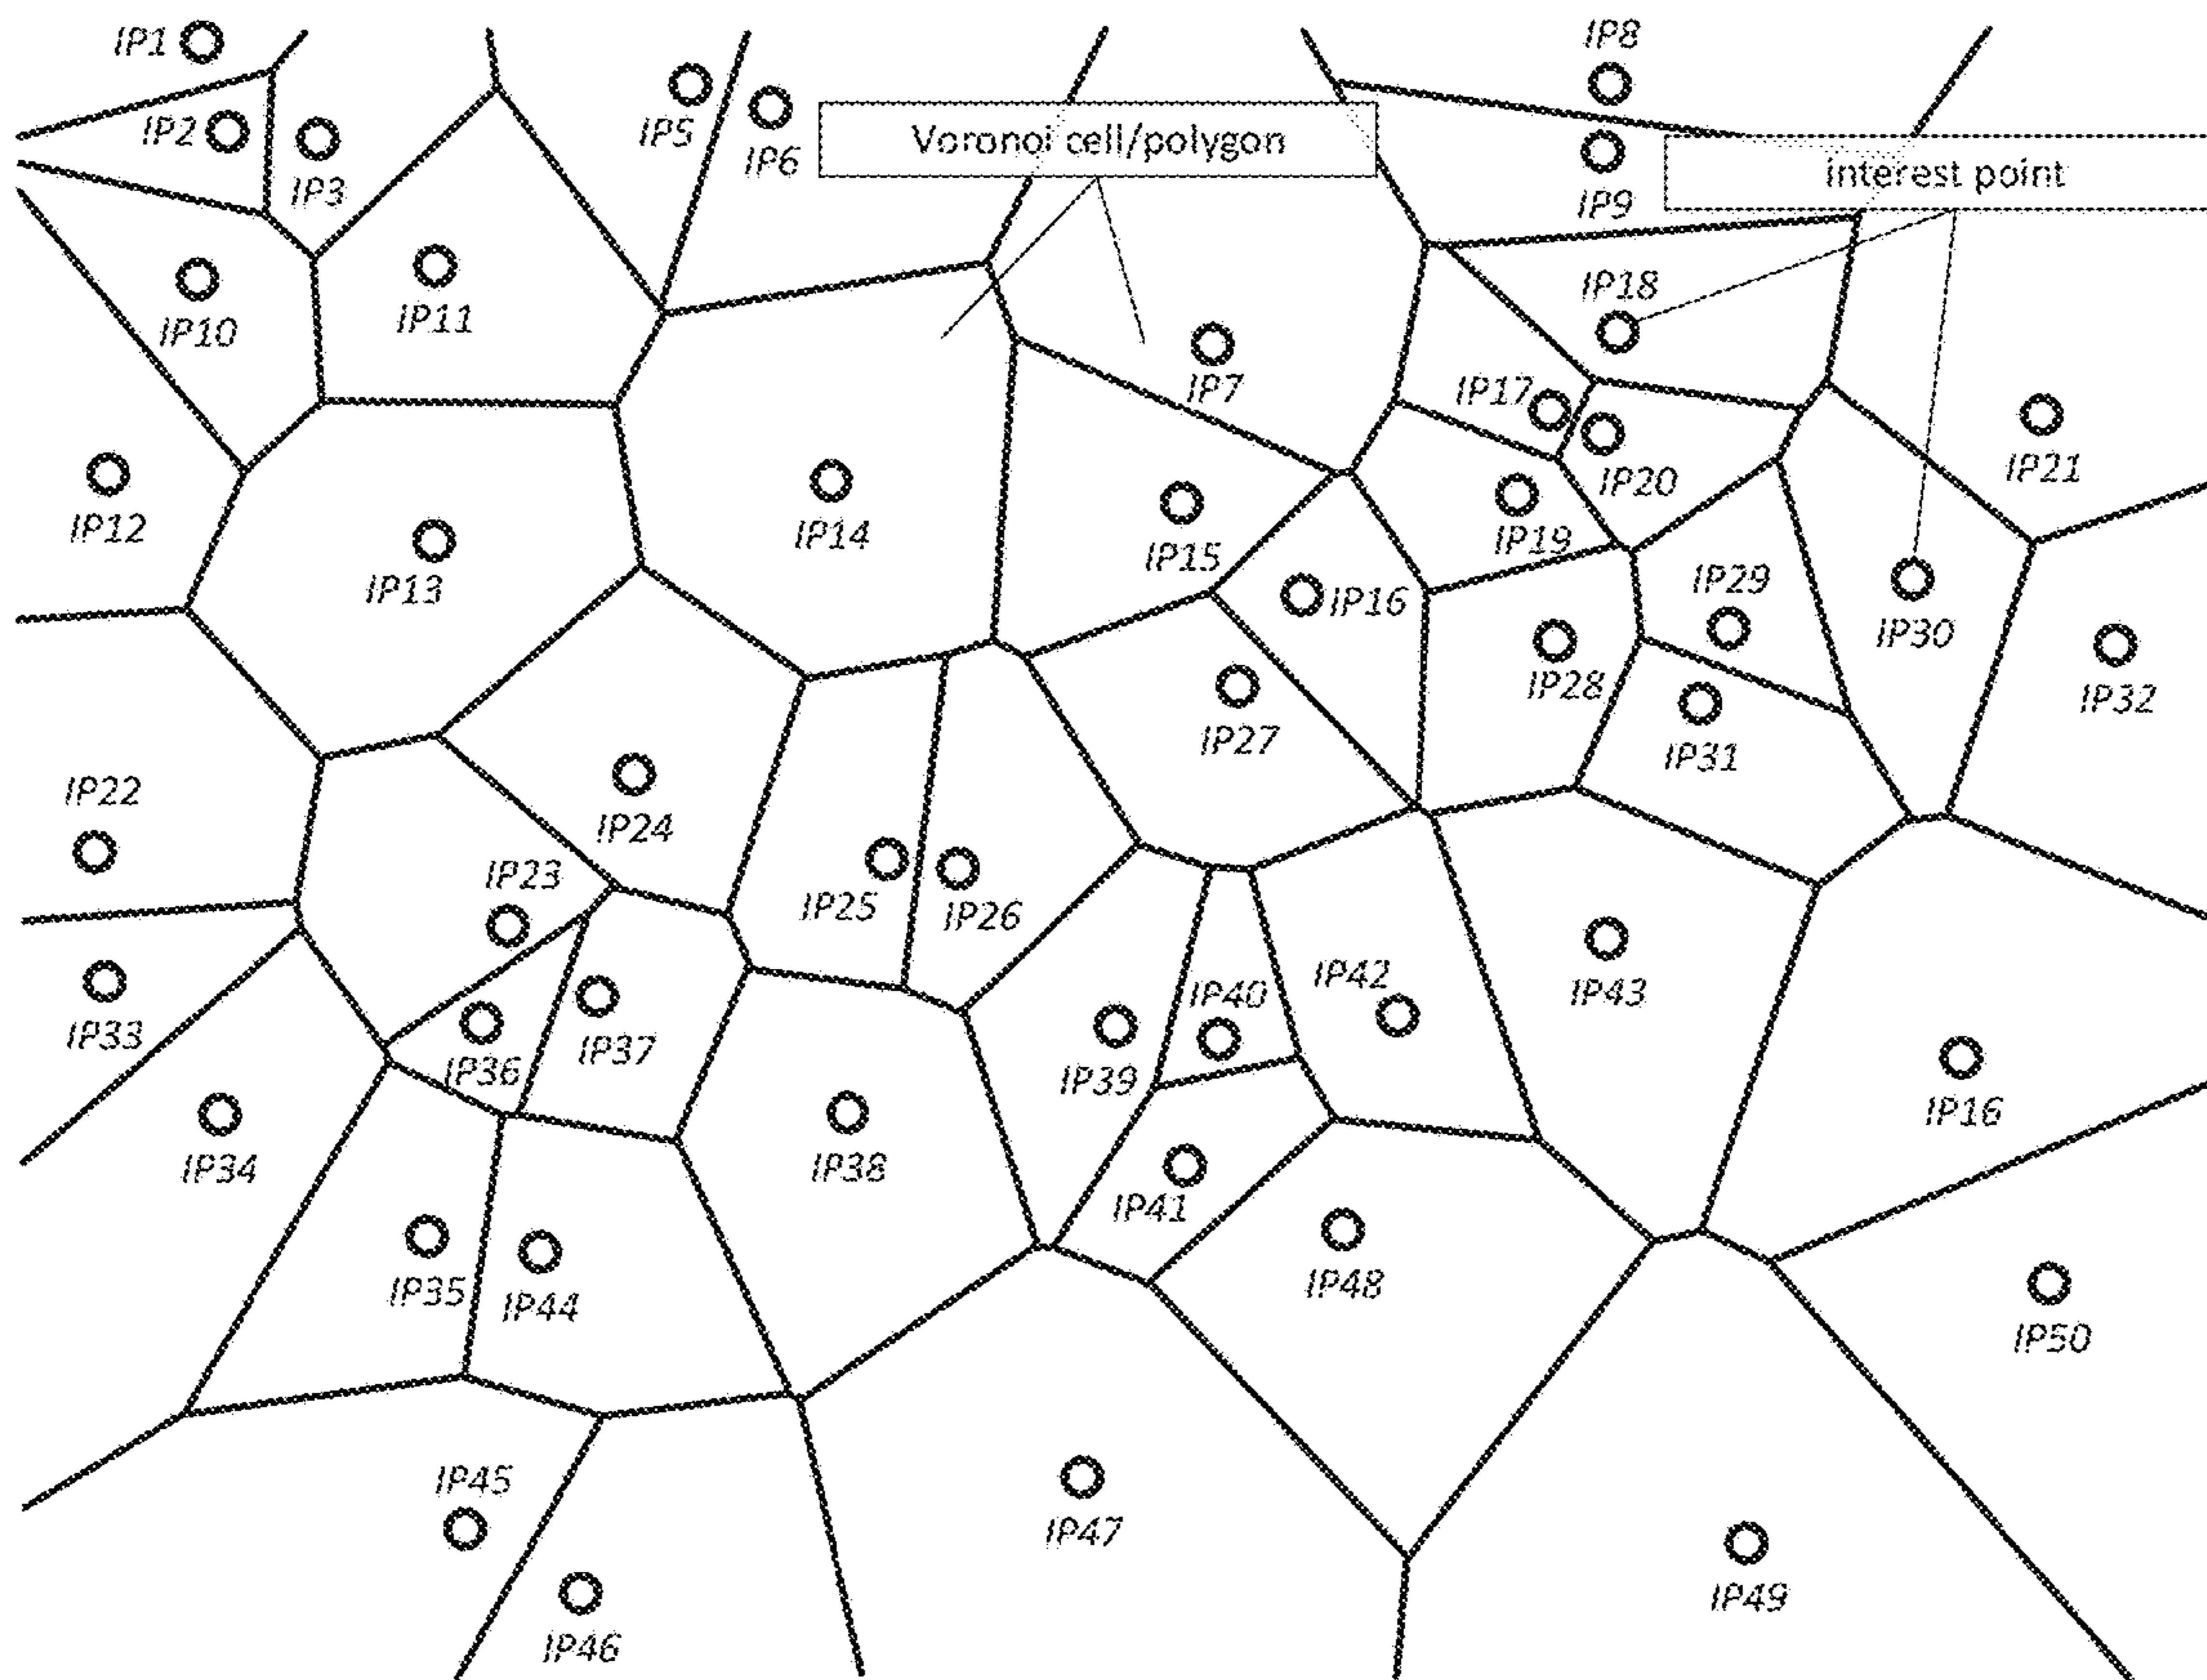 IP1
IP8
IP2
IP3
IP5
IP6
Voronoi cell/polygon
interest point
IP9
IP10
IP11
IP18
IP7
IP17
IP12
IP13
IP14
IP15
IP19
IP20
IP21
IP16
IP29
IP30
IP22
IP24
IP27
IP28
IP31
IP32
IP23
IP25
IP26
IP33
IP36
IP37
IP39
IP40
IP42
IP43
IP16
IP34
IP38
IP41
IP35
IP44
IP48
IP50
IP45
IP47
IP46
IP49